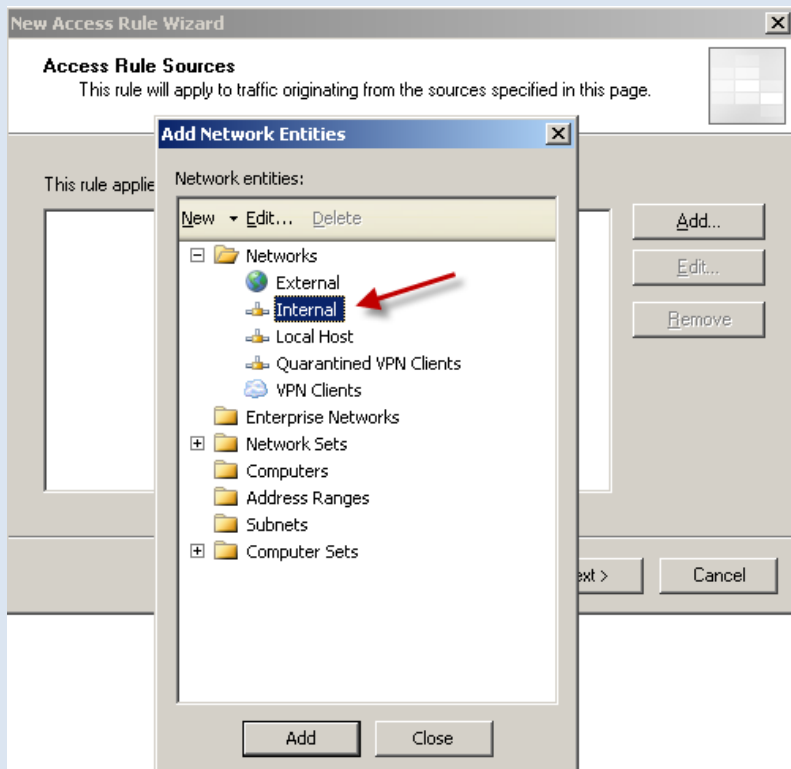 New Access Rule Wizard
Access Rule Sources
This rule will apply to traffic originating from the sources specified in this page.
Add Network Entities
This rule applie
Network entities:
New Edit... Delete
Networks
External
Internal
Local Host
Quarantined VPN Clients
VPN Clients
Enterprise Networks
Network Sets
Computers
Address Ranges
Subnets
Computer Sets
Add...
Edit...
Remove
ext >
Cancel
Add
Close